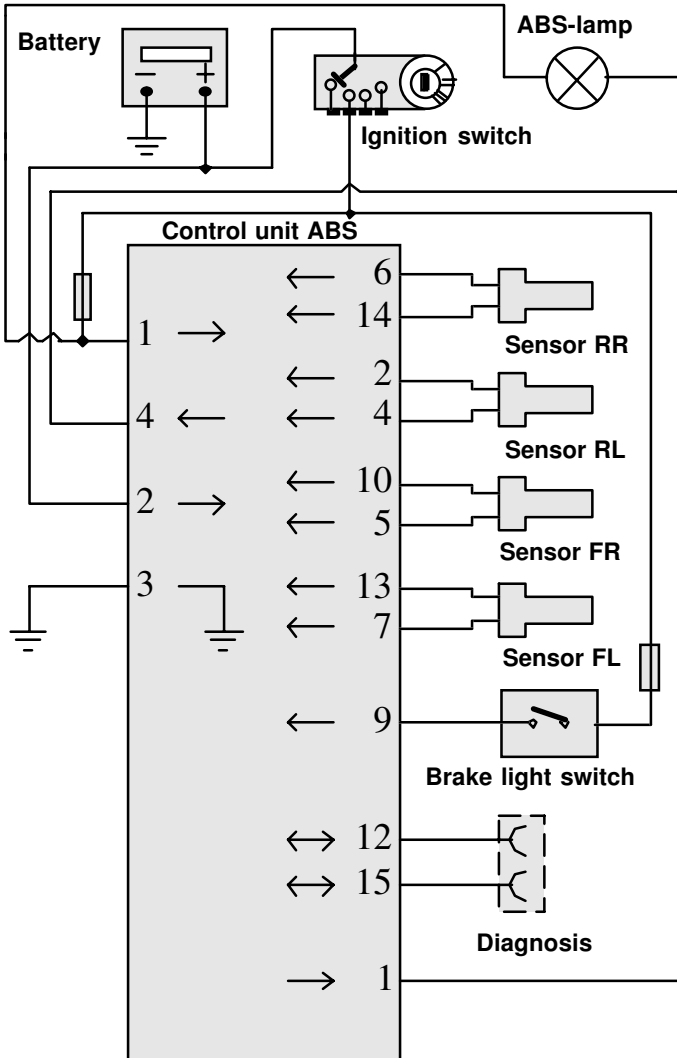 Battery
ABS-lamp
Ignition switch
Control unit ABS
1
4
2
3
6
14
Sensor RR
2
4
Sensor RL
10
5
Sensor FR
13
7
Sensor FL
9
Brake light switch
12
15
Diagnosis
1